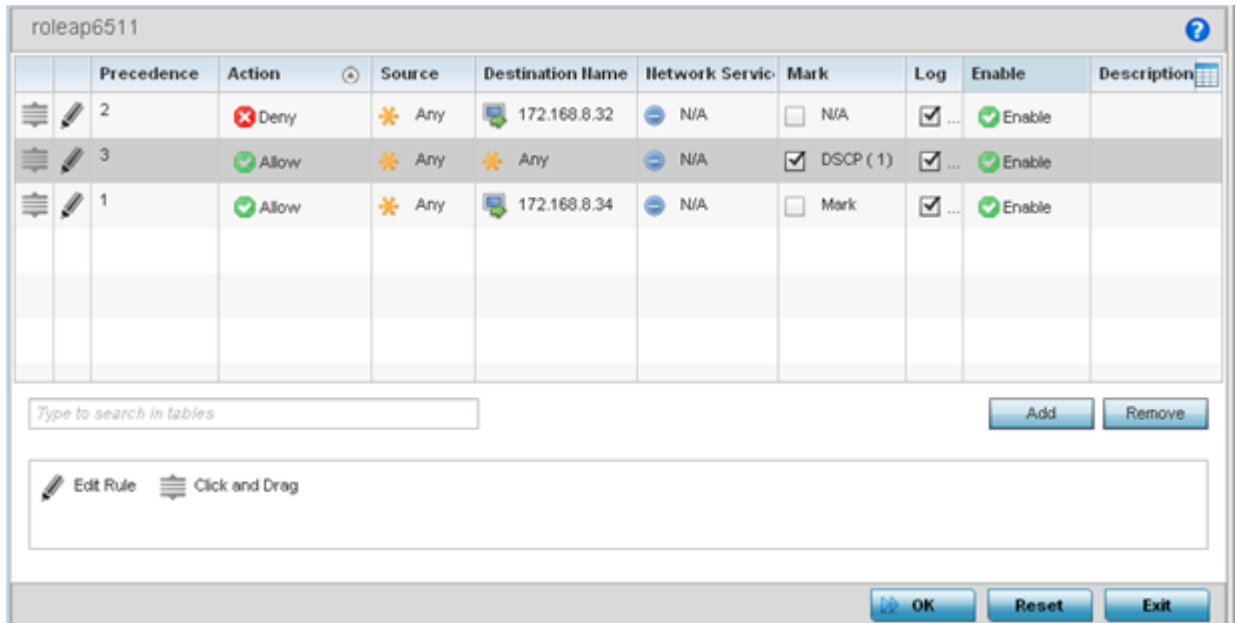 roleap6511
Precedence Action Source Destination Name Network Servic Mark Log Enable Description
2 Deny Any 172.168.8.32 N/A N/A ... Enable
3 Allow Any Any N/A DSCP ( 1 ) ... Enable
1 Allow Any 172.168.8.34 N/A Mark ... Enable
Type to search in tables
Add Remove
Edit Rule Click and Drag
OK Reset Exit